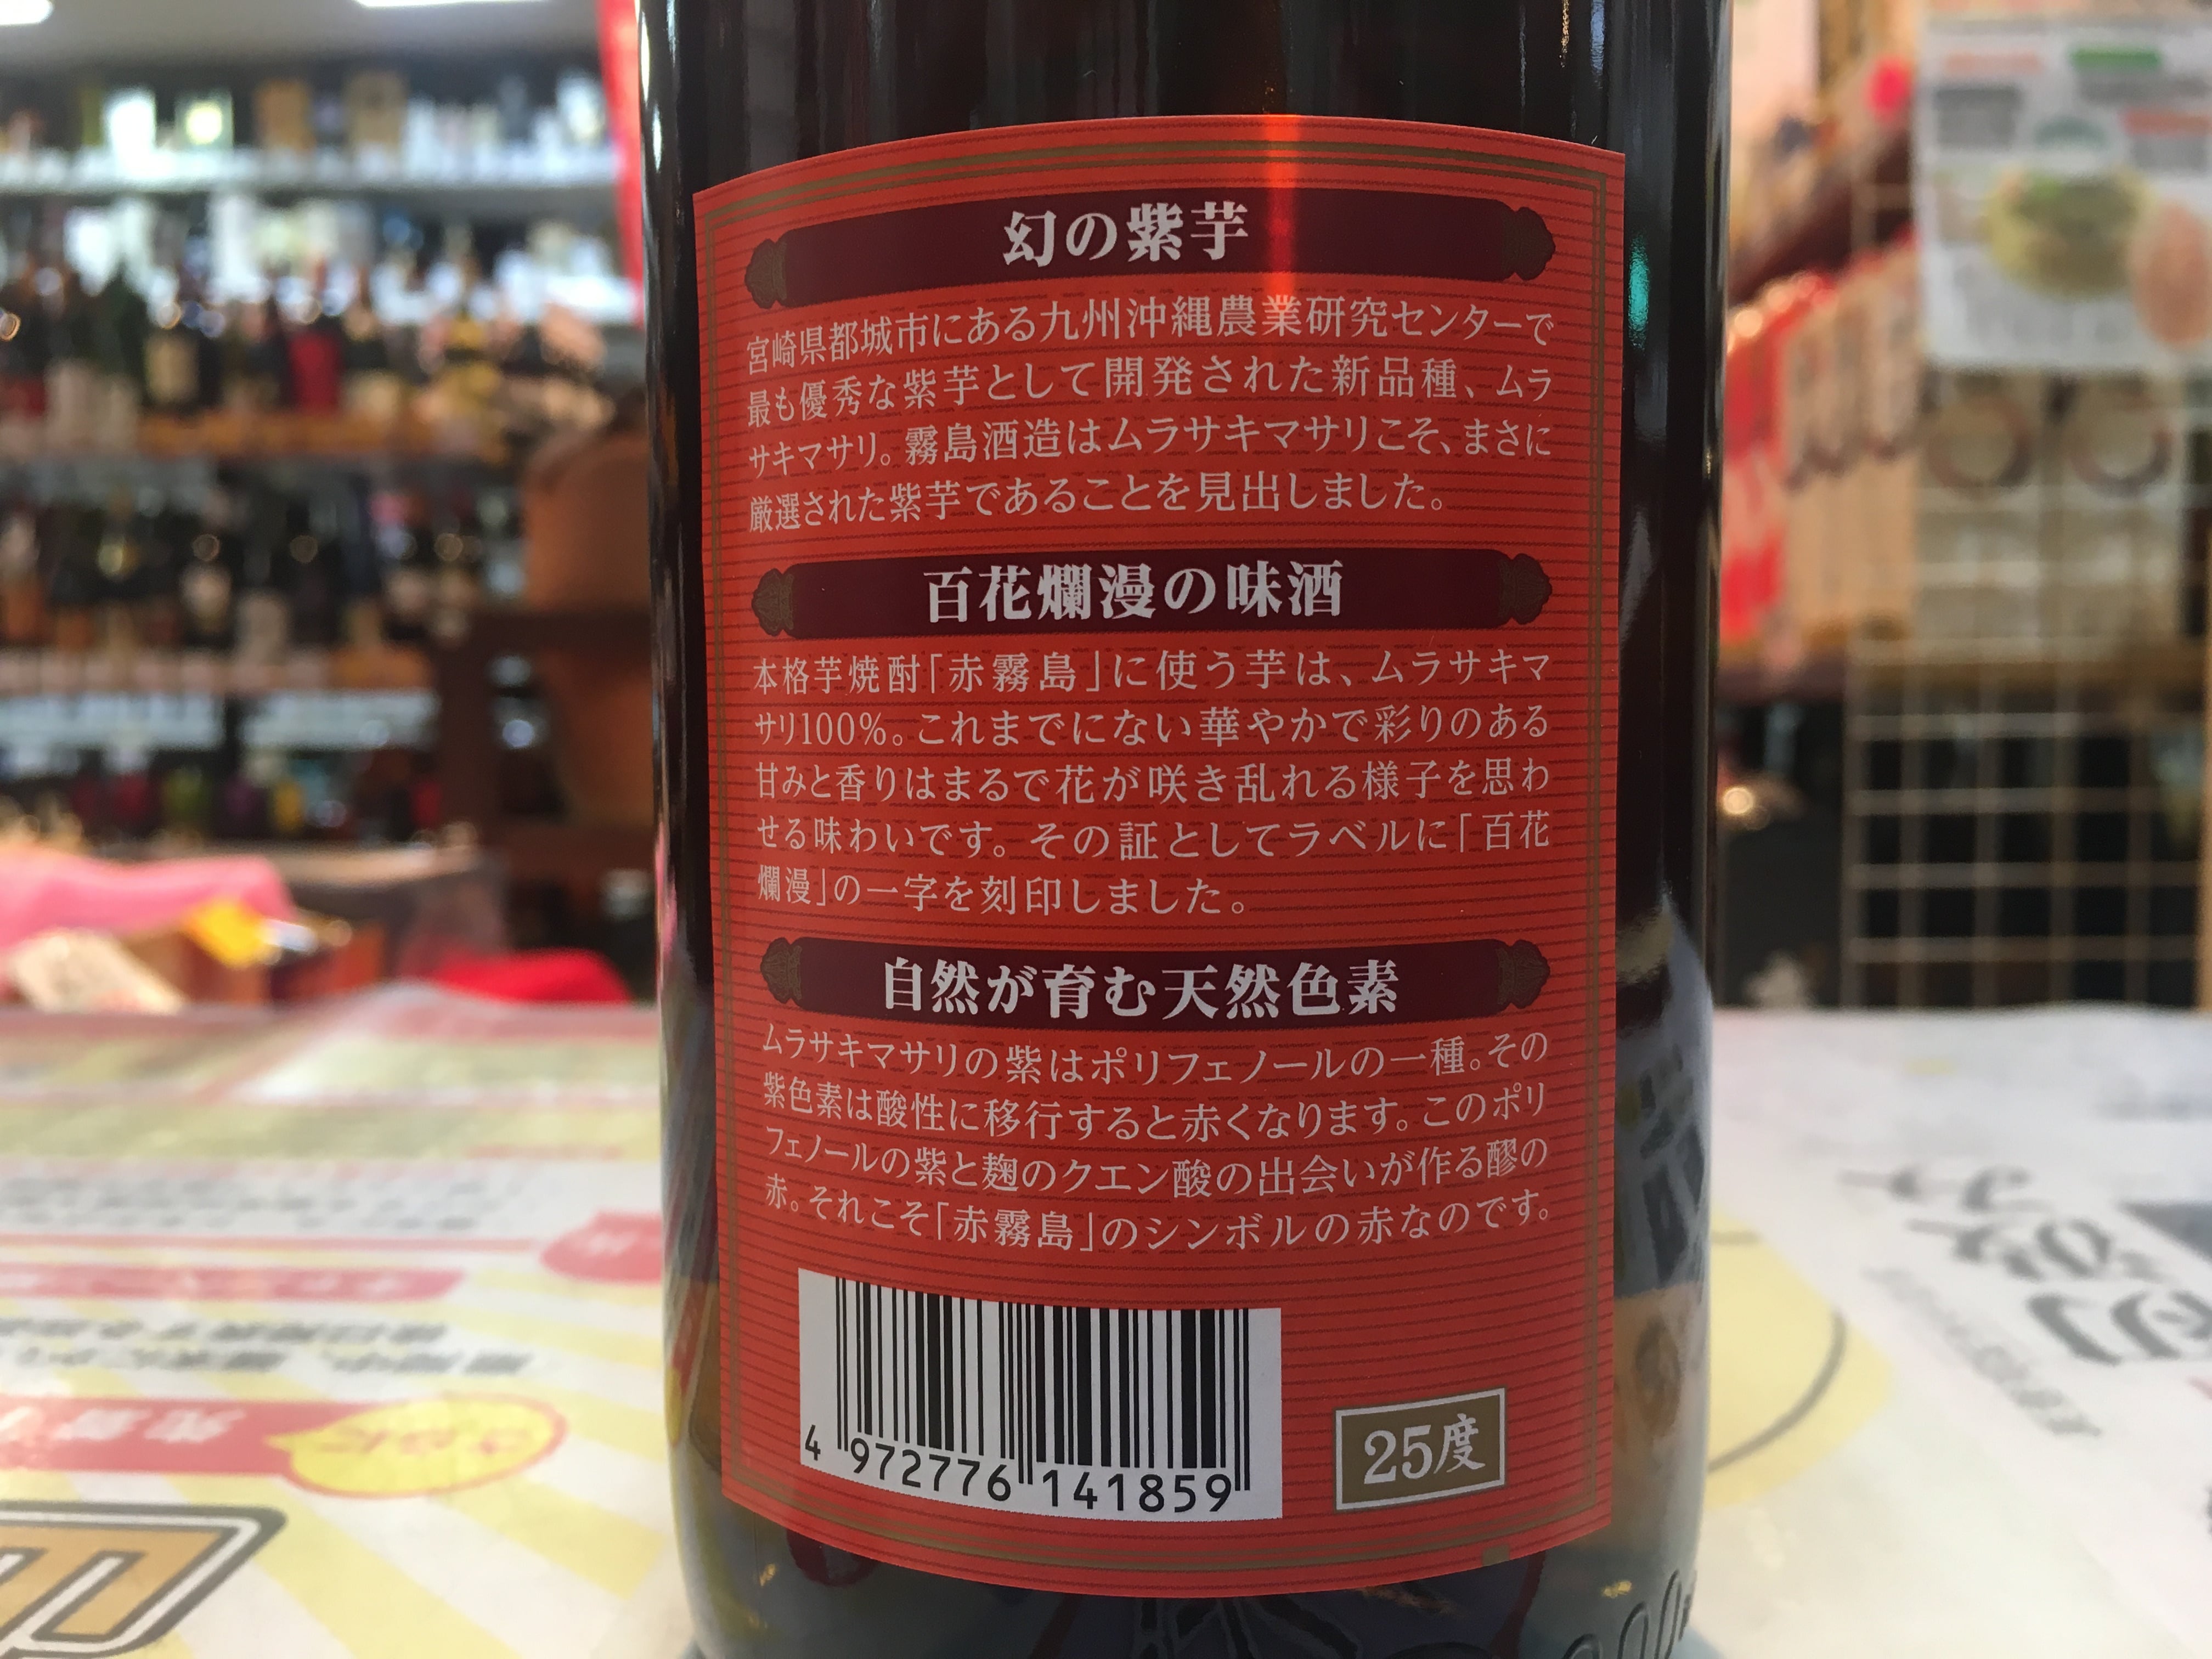 幻の紫芋
宮崎県都城市にある九州沖縄農業研究センターで
最も優秀な紫芋として開発された新品種、ムラ
サキマサリ。霧島酒造はムラサキマサリこそ、まさに
厳選された紫芋であることを見出しました。
百花爛漫の味酒
本格芋焼酎「赤霧島」に使う芋は、ムラサキマ
サリ100%。これまでにない華やかで彩りのある
甘みと香りはまるで花が咲き乱れる様子を思わ
せる味わいです。その証としてラベルに「百花
爛漫」の一字を刻印しました。
自然が育む天然色素
ムラサキマサリの紫はポリフェノールの一種。その
紫色素は酸性に移行すると赤くなります。このポリ
フェノールの紫と麹のクエン酸の出会いが作る醪の
赤。それこそ「赤霧島」のシンボルの赤なのです。
4 972776 141859
25度